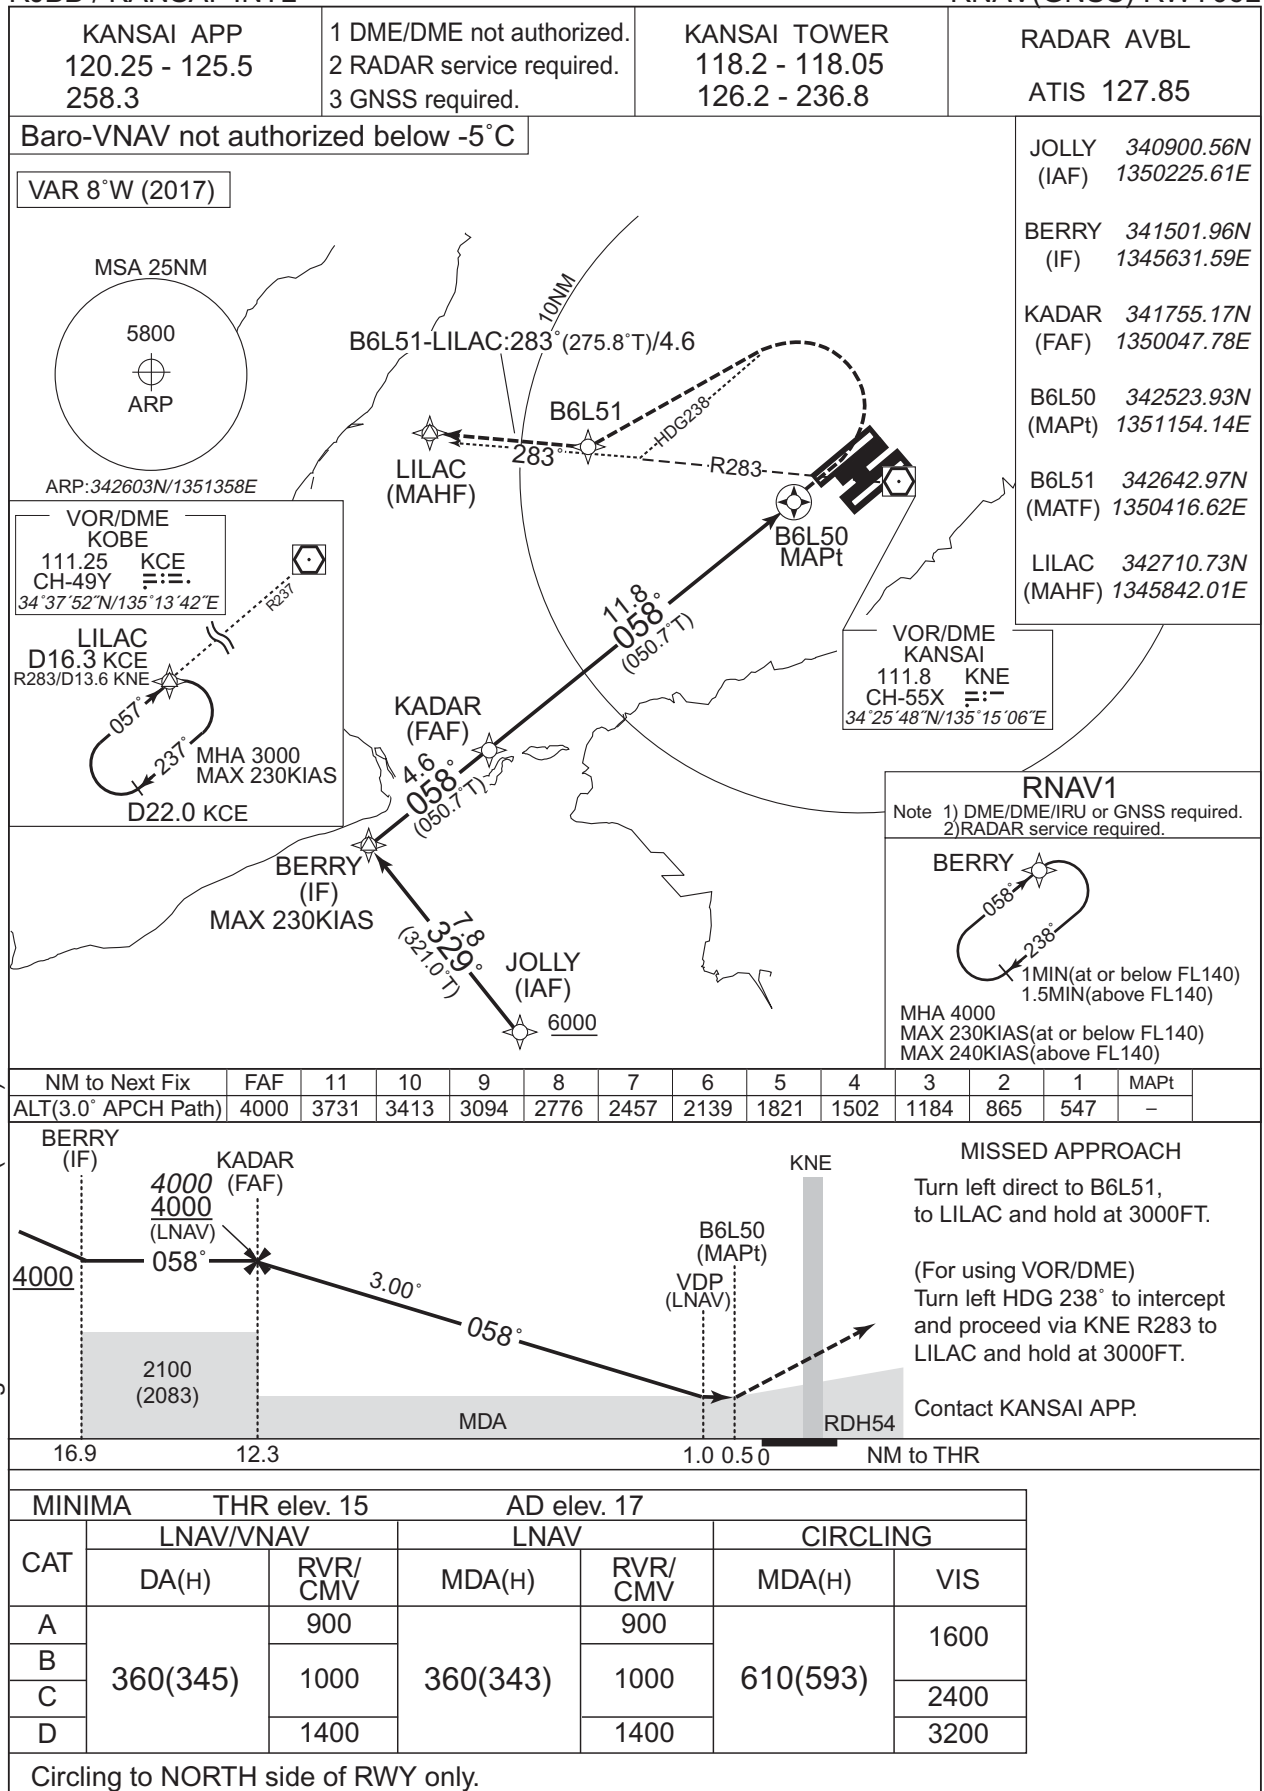 KANSAI APP
120.25 - 125.5
258.3
1 DME/DME not authorized.
2 RADAR service required.
3 GNSS required.
KANSAI TOWER
118.2 - 118.05
126.2 - 236.8
RADAR AVBL
ATIS 127.85
Baro-VNAV not authorized below -5˚C
VAR 8˚W (2017)
MSA 25NM
5800
ARP
ARP:342603N/1351358E
JOLLY 340900.56N
(IAF) 1350225.61E
BERRY 341501.96N
(IF) 1345631.59E
KADAR 341755.17N
(FAF) 1350047.78E
B6L50 342523.93N
(MAPt) 1351154.14E
B6L51 342642.97N
(MATF) 1350416.62E
LILAC 342710.73N
(MAHF) 1345842.01E
10NM
B6L51-LILAC:283˚(275.8˚T)/4.6
B6L51
HDG238
283˚
R283
LILAC
(MAHF)
B6L50
MAPt
VOR/DME
KOBE
111.25 KCE
CH-49Y
34˚37´52˝N/135˚13´42˝E
R237
LILAC
D16.3 KCE
R283/D13.6 KNE
057˚
237˚
MHA 3000
MAX 230KIAS
D22.0 KCE
11.8
058˚
(050.7˚T)
VOR/DME
KANSAI
111.8 KNE
CH-55X
34˚25´48˝N/135˚15´06˝E
KADAR
(FAF)
4.6
058˚
(050.7˚T)
BERRY
(IF)
MAX 230KIAS
7.8
329˚
(321.0˚T)
JOLLY
(IAF)
6000
RNAV1
Note 1) DME/DME/IRU or GNSS required.
2)RADAR service required.
BERRY
058˚
238˚
1MIN(at or below FL140)
1.5MIN(above FL140)
MHA 4000
MAX 230KIAS(at or below FL140)
MAX 240KIAS(above FL140)
NM to Next Fix FAF 11 10 9 8 7 6 5 4 3 2 1 MAPt
ALT(3.0˚ APCH Path) 4000 3731 3413 3094 2776 2457 2139 1821 1502 1184 865 547 –
BERRY
(IF)
KADAR
(FAF)
4000
4000
(LNAV)
4000
058˚
3.00˚
058˚
2100
(2083)
MDA
VDP
(LNAV)
B6L50
(MAPt)
KNE
RDH54
16.9 12.3 1.0 0.5 0 NM to THR
MISSED APPROACH
Turn left direct to B6L51,
to LILAC and hold at 3000FT.
(For using VOR/DME)
Turn left HDG 238˚ to intercept
and proceed via KNE R283 to
LILAC and hold at 3000FT.
Contact KANSAI APP.
MINIMA THR elev. 15 AD elev. 17
CAT LNAV/VNAV LNAV CIRCLING
DA(H) RVR/CMV MDA(H) RVR/CMV MDA(H) VIS
A 900 900 1600
B 360(345) 1000 360(343) 1000 610(593)
C 2400
D 1400 1400 3200
Circling to NORTH side of RWY only.